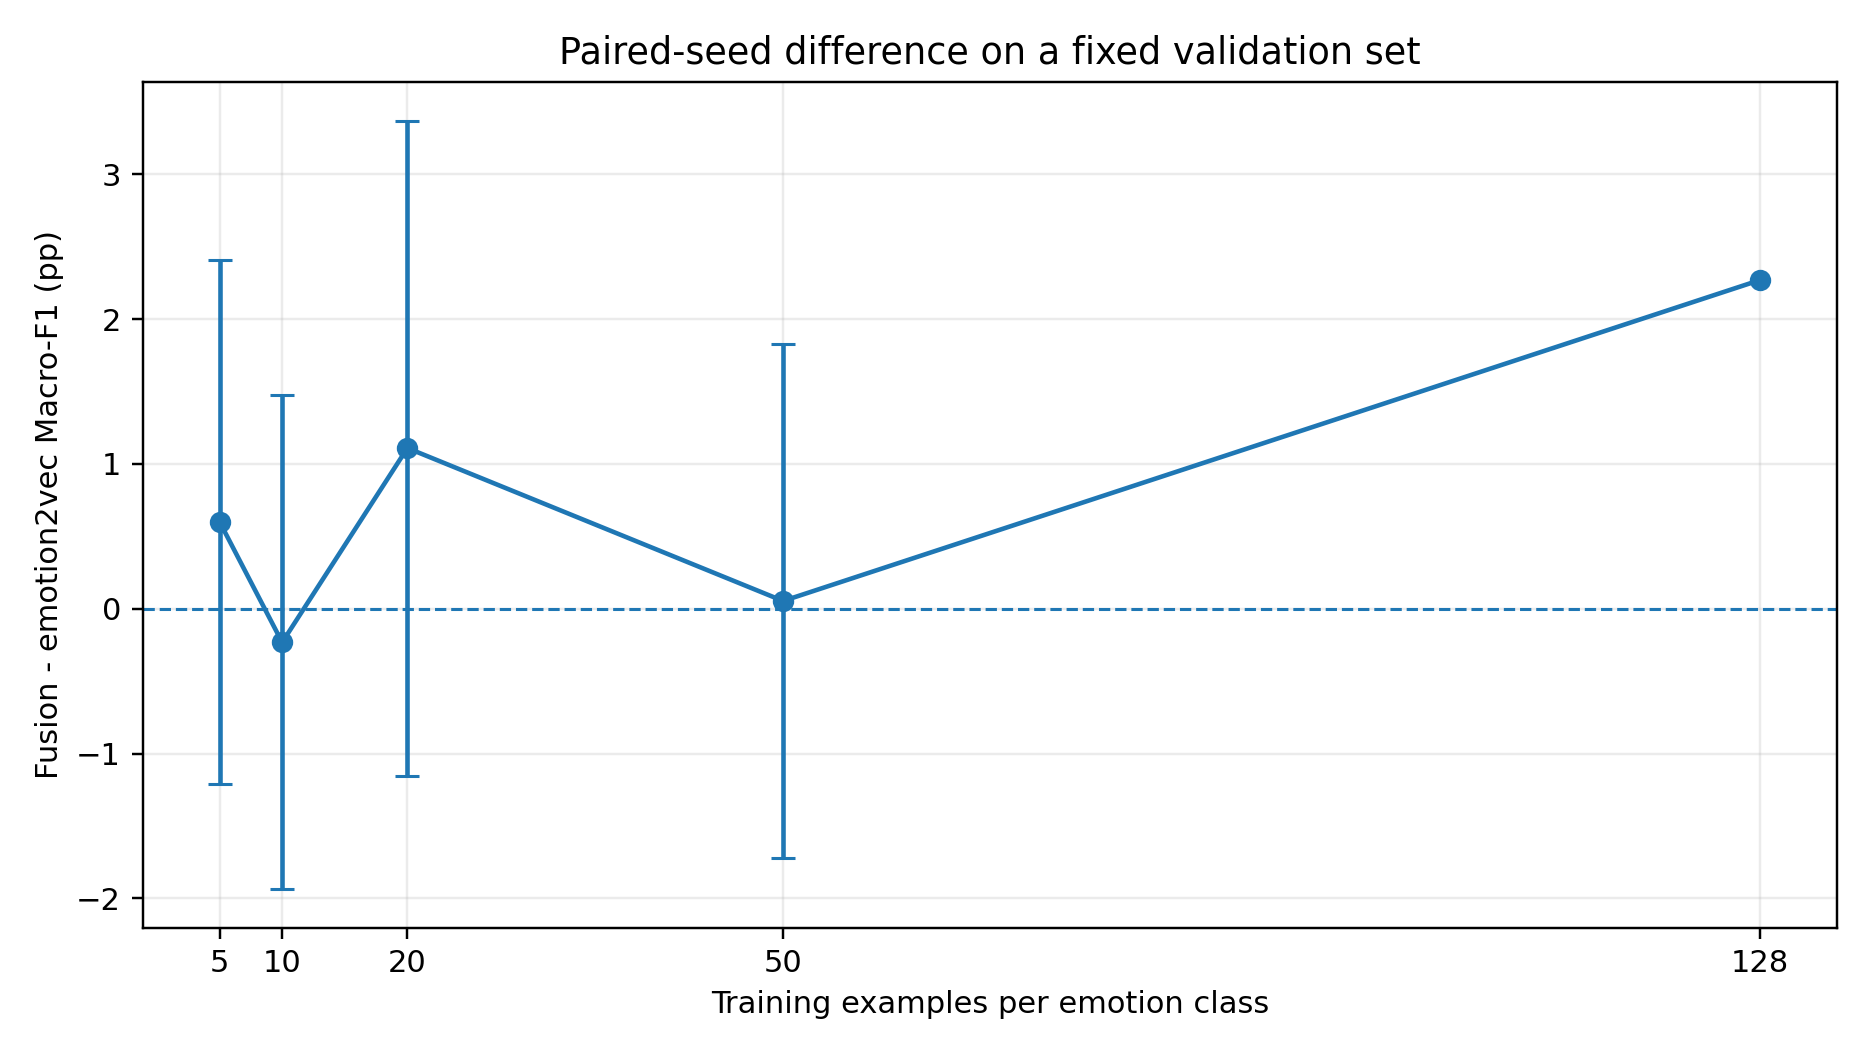 Paired-seed difference on a fixed validation set
Fusion - emotion2vec Macro-F1 (pp)
3
2
1
0
−1
−2
5 10 20 50 128
Training examples per emotion class